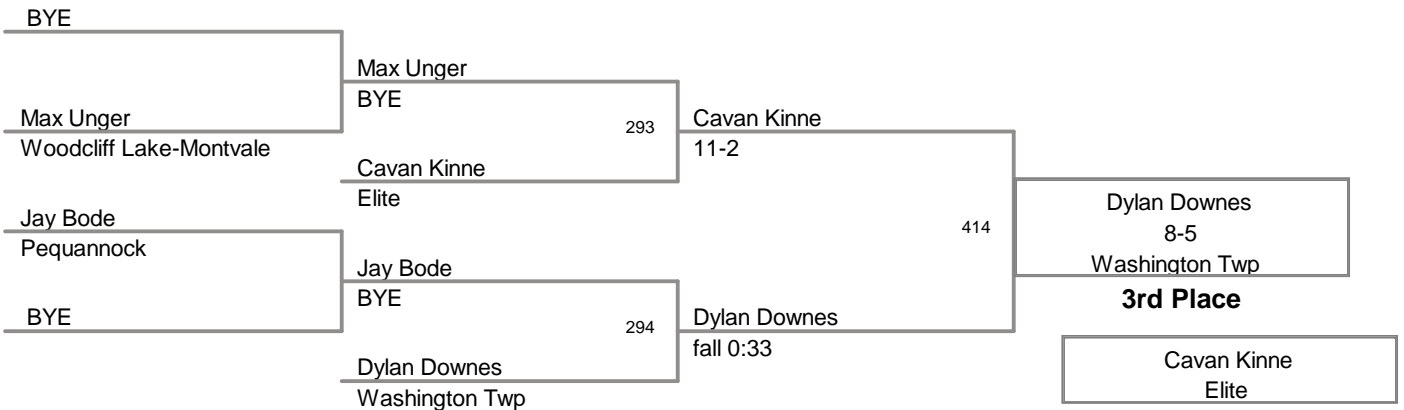 BYE
Max Unger
BYE
Max Unger
Woodcliff Lake-Montvale
293
Cavan Kinne
11-2
Cavan Kinne
Elite
Jay Bode
Pequannock
414
Dylan Downes
8-5
Washington Twp
3rd Place
Jay Bode
BYE
BYE
294
Dylan Downes
fall 0:33
Dylan Downes
Washington Twp
Cavan Kinne
Elite